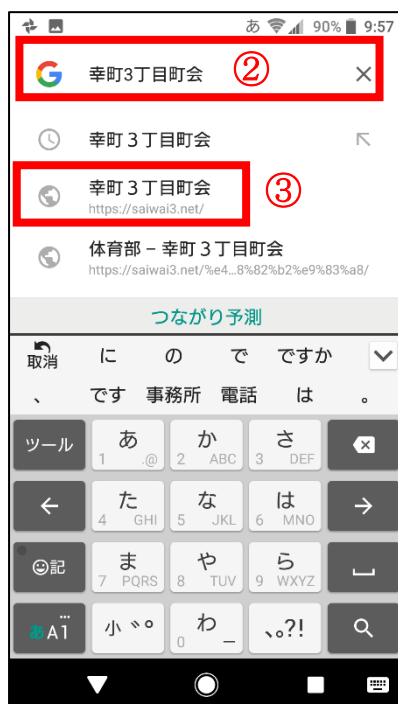 あ 90% 9:57
G 幸町3丁目町会 ② ×
幸町３丁目町会
幸町３丁目町会 ③
https://saiwai3.net/
体育部 – 幸町３丁目町会
https://saiwai3.net/%e4...8%82%b2%e9%83%a8/
つながり予測
取消 に の で ですか
、 です 事務所 電話 は 。
ツール あ か さ
1 .@ 2 ABC 3 DEF
← た な は →
4 GHI 5 JKL 6 MNO
☺記 ま や ら
7 PQRS 8 TUV 9 WXYZ
あA1 小 ゛゜ わ 、。?!
0 ー